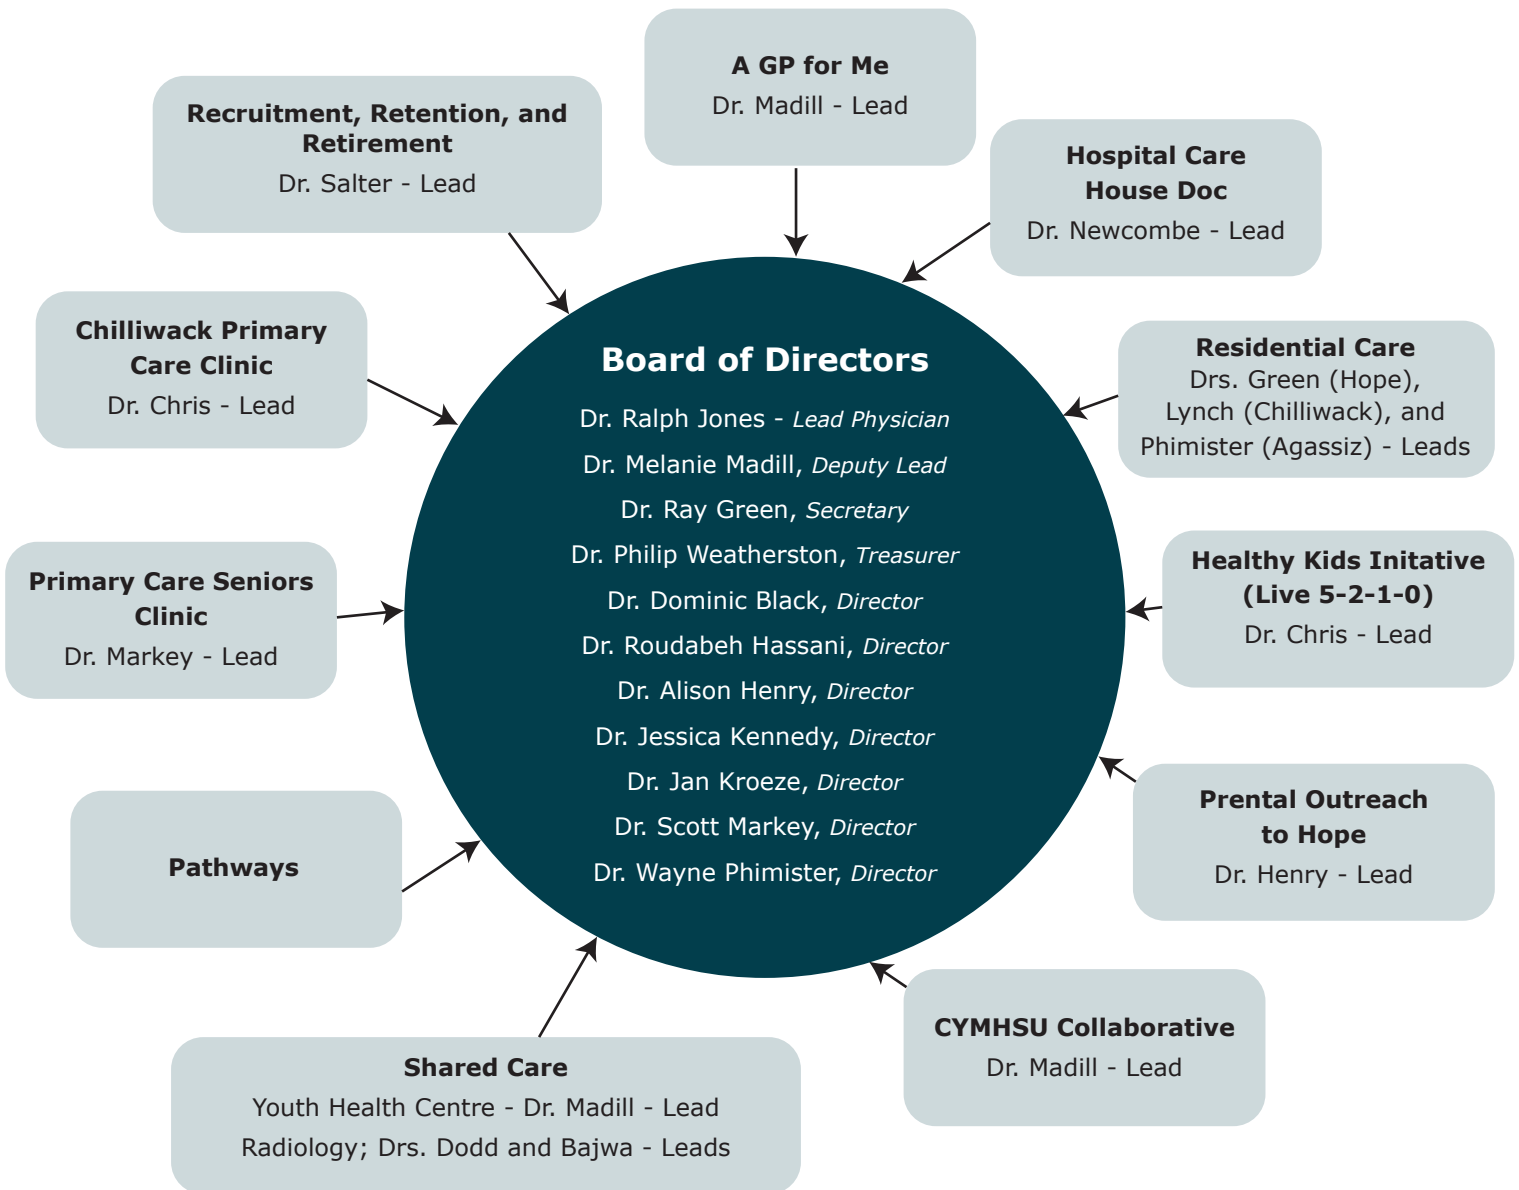 A GP for Me
Dr. Madill - Lead
Recruitment, Retention, and
Retirement
Dr. Salter - Lead
Hospital Care
House Doc
Dr. Newcombe - Lead
Chilliwack Primary
Care Clinic
Dr. Chris - Lead
Residential Care
Drs. Green (Hope),
Lynch (Chilliwack), and
Phimister (Agassiz) - Leads
Board of Directors
Dr. Ralph Jones - Lead Physician
Dr. Melanie Madill, Deputy Lead
Dr. Ray Green, Secretary
Dr. Philip Weatherston, Treasurer
Dr. Dominic Black, Director
Dr. Roudabeh Hassani, Director
Dr. Alison Henry, Director
Dr. Jessica Kennedy, Director
Dr. Jan Kroeze, Director
Dr. Scott Markey, Director
Dr. Wayne Phimister, Director
Primary Care Seniors
Clinic
Dr. Markey - Lead
Healthy Kids Initative
(Live 5-2-1-0)
Dr. Chris - Lead
Pathways
Prental Outreach
to Hope
Dr. Henry - Lead
Shared Care
Youth Health Centre - Dr. Madill - Lead
Radiology; Drs. Dodd and Bajwa - Leads
CYMHSU Collaborative
Dr. Madill - Lead